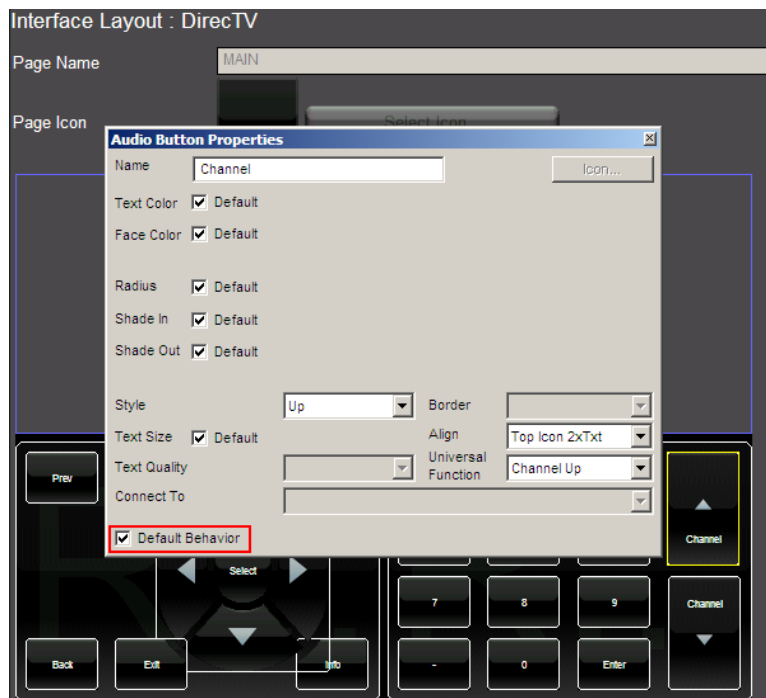 Interface Layout : DirecTV
Page Name MAIN
Page Icon Select Icon
Audio Button Properties
Name Channel Icon...
Text Color Default
Face Color Default
Radius Default
Shade In Default
Shade Out Default
Style Up Border
Text Size Default Align Top Icon 2xTxt
Text Quality Universal Function Channel Up
Connect To
Default Behavior
Prev
Channel
Select
7 8 9 Channel
Back Exit Info - 0 Enter